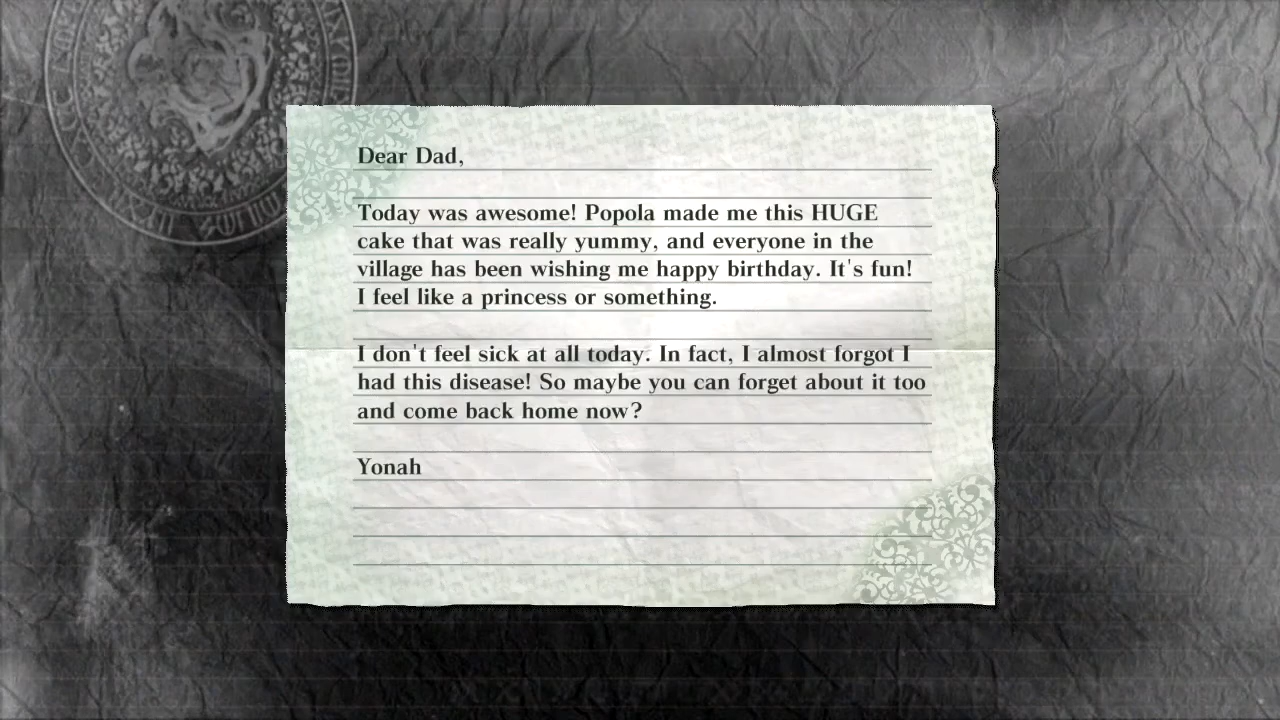 Dear Dad,
Today was awesome! Popola made me this HUGE
cake that was really yummy, and everyone in the
village has been wishing me happy birthday. It's fun!
I feel like a princess or something.
I don't feel sick at all today. In fact, I almost forgot I
had this disease! So maybe you can forget about it too
and come back home now?
Yonah